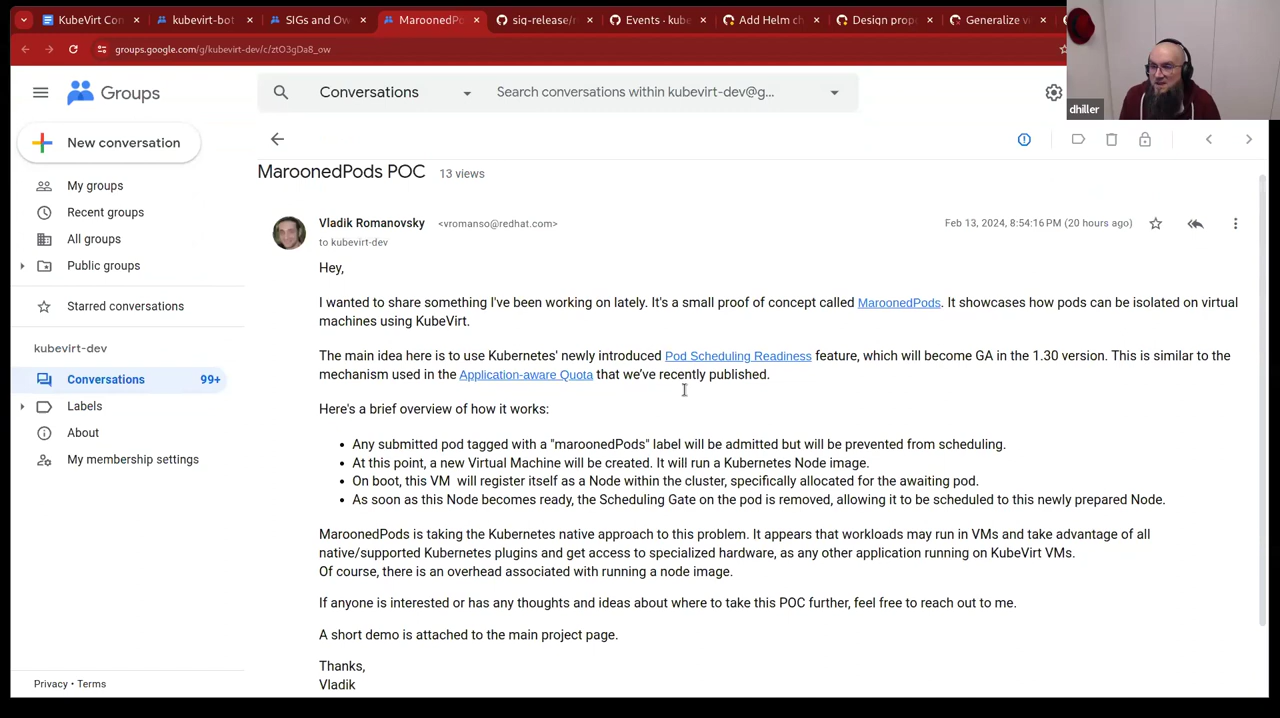 KubeVirt Con
kubevirt-bot
SIGs and Ow
MaroonedPo
sig-release/r
Events · kube
Add Helm ch
Design propo
Generalize v
groups.google.com/g/kubevirt-dev/c/ztO3gDa8_ow
Groups
Conversations
Search conversations within kubevirt-dev@g...
dhiller
New conversation
MaroonedPods POC 13 views
My groups
Recent groups
All groups
Public groups
Starred conversations
kubevirt-dev
Conversations 99+
Labels
About
My membership settings
Privacy • Terms
Vladik Romanovsky <vromanso@redhat.com>
Feb 13, 2024, 8:54:16 PM (20 hours ago)
to kubevirt-dev
Hey,
I wanted to share something I've been working on lately. It's a small proof of concept called MaroonedPods. It showcases how pods can be isolated on virtual
machines using KubeVirt.
The main idea here is to use Kubernetes' newly introduced Pod Scheduling Readiness feature, which will become GA in the 1.30 version. This is similar to the
mechanism used in the Application-aware Quota that we've recently published.
Here's a brief overview of how it works:
• Any submitted pod tagged with a "maroonedPods" label will be admitted but will be prevented from scheduling.
• At this point, a new Virtual Machine will be created. It will run a Kubernetes Node image.
• On boot, this VM will register itself as a Node within the cluster, specifically allocated for the awaiting pod.
• As soon as this Node becomes ready, the Scheduling Gate on the pod is removed, allowing it to be scheduled to this newly prepared Node.
MaroonedPods is taking the Kubernetes native approach to this problem. It appears that workloads may run in VMs and take advantage of all
native/supported Kubernetes plugins and get access to specialized hardware, as any other application running on KubeVirt VMs.
Of course, there is an overhead associated with running a node image.
If anyone is interested or has any thoughts and ideas about where to take this POC further, feel free to reach out to me.
A short demo is attached to the main project page.
Thanks,
Vladik